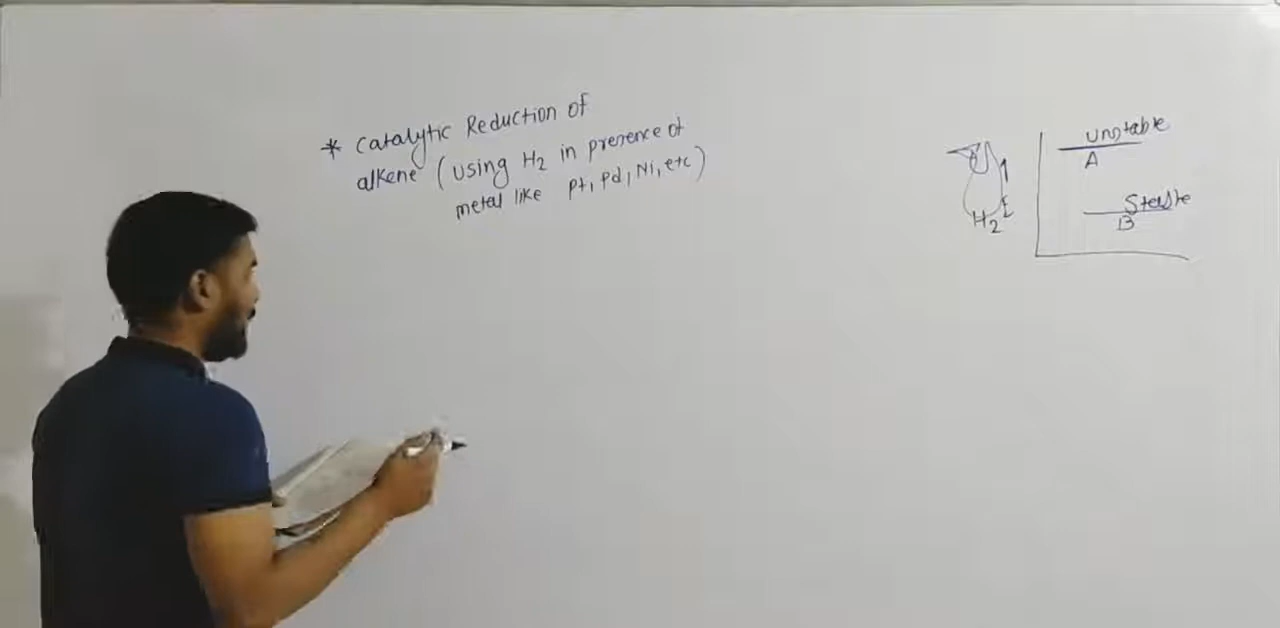 * Catalytic Reduction of
alkene (using H2 in presence of
metal like Pt, Pd, Ni, etc)
unstable
A
Stable
B
H2